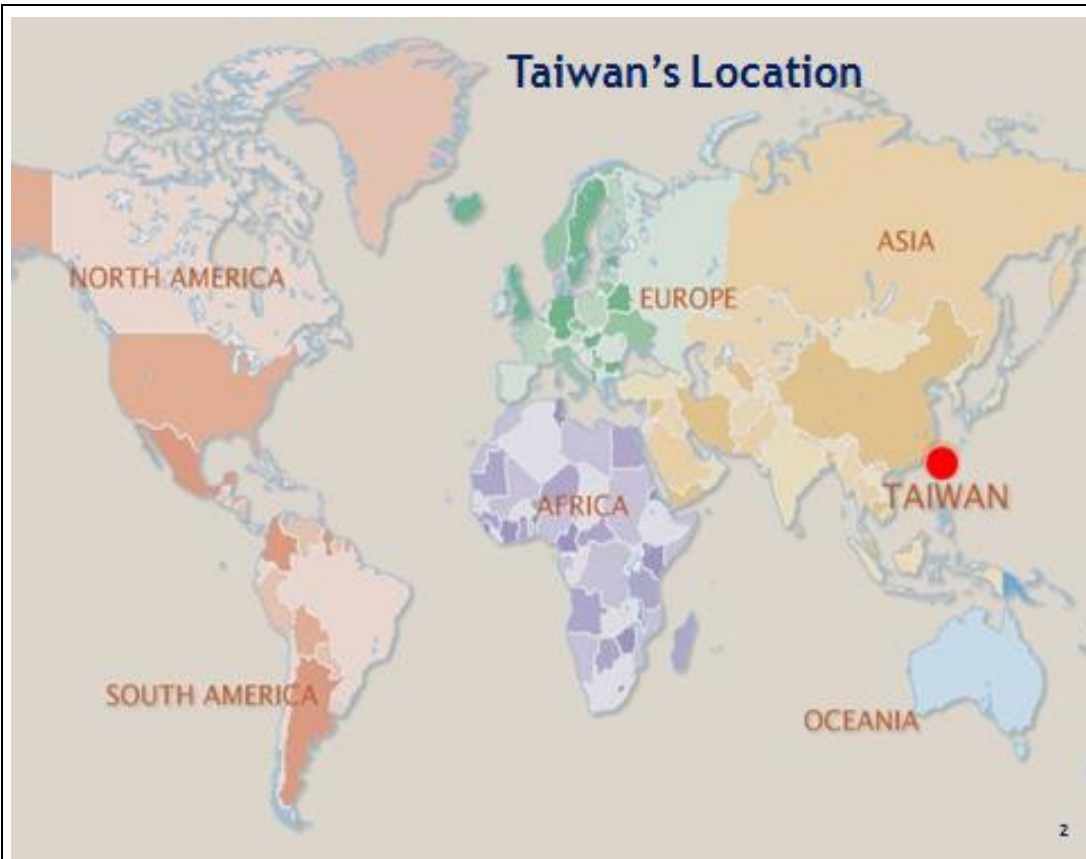 Taiwan's Location
ASIA
NORTH AMERICA
EUROPE
TAIWAN
AFRICA
SOUTH AMERICA
OCEANIA
2